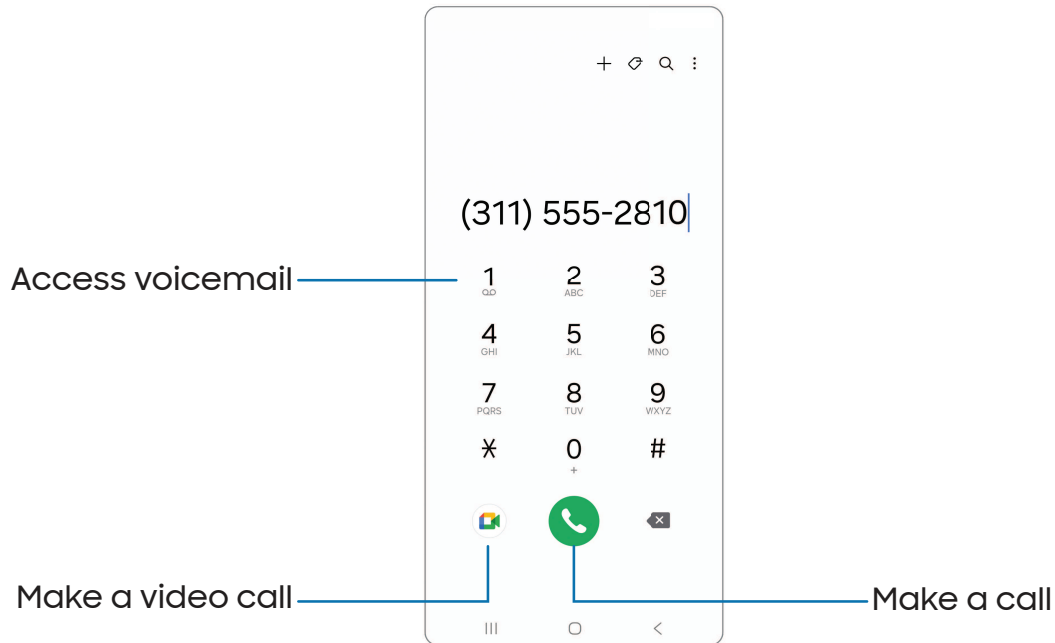 (311) 555-2810
Access voicemail
1 2 3
ABC DEF
4 5 6
GHI JKL MNO
7 8 9
PQRS TUV WXYZ
* 0 #
+
Make a video call
Make a call